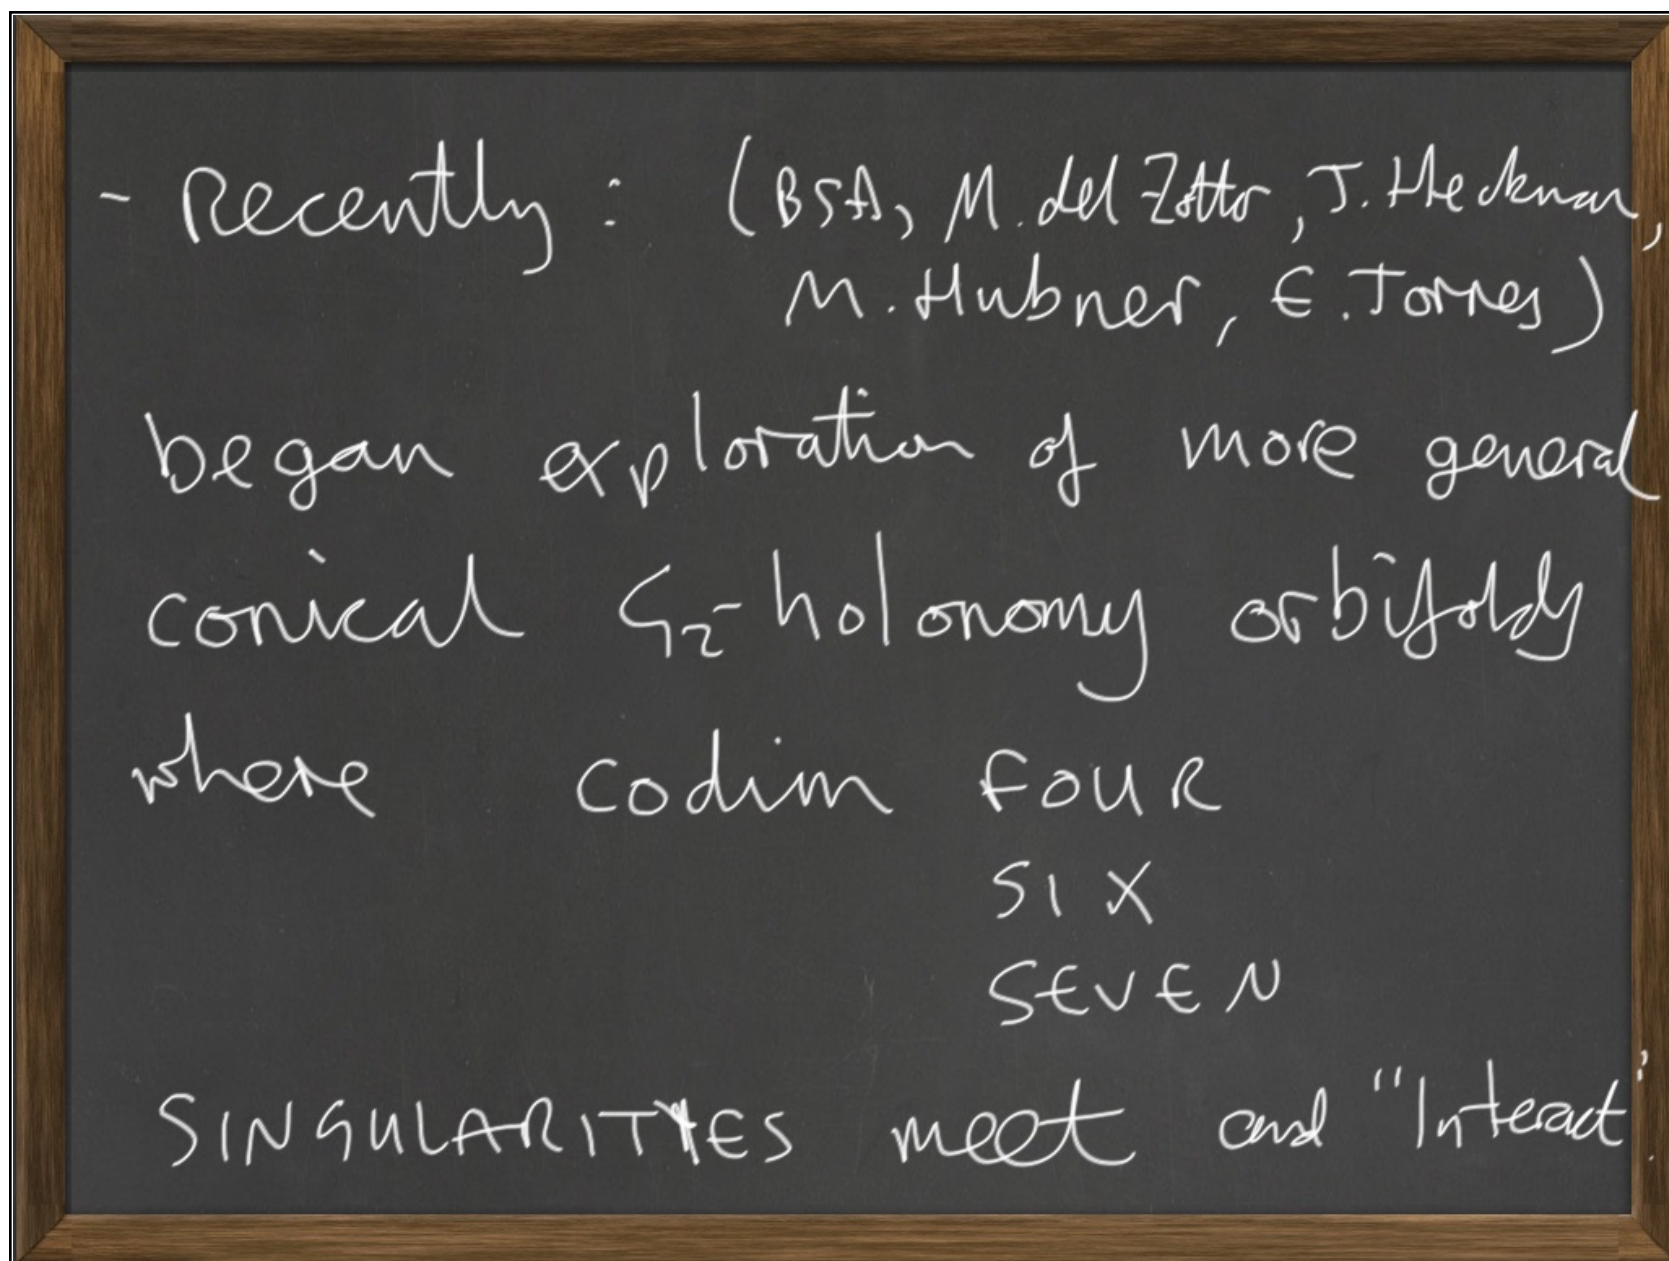 - Recently : (BSA, M. del Zotto, J. Heckman,
M. Hubner, E. Torres)
began exploration of more general
conical G₂-holonomy orbifolds
where codim FOUR
SIX
SEVEN
SINGULARITIES meet and "Interact".